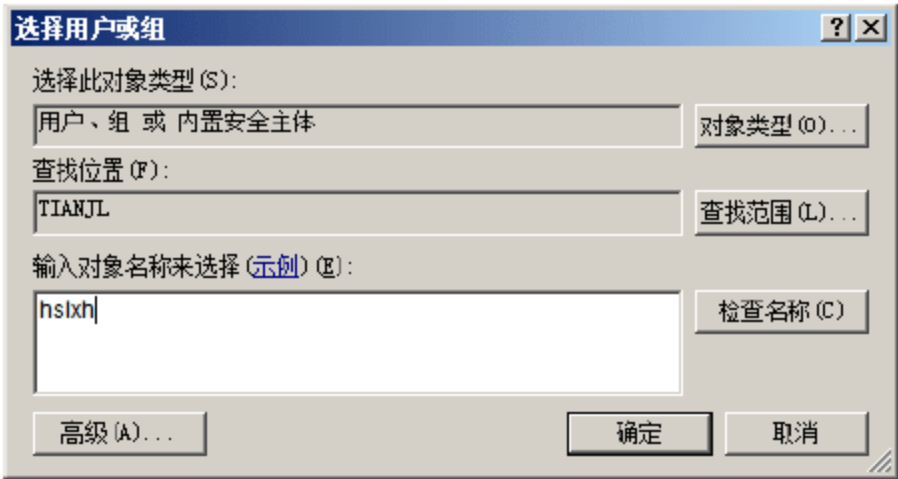 选择用户或组
选择此对象类型(S):
用户、组 或 内置安全主体
对象类型(O)...
查找位置(F):
TIANJL
查找范围(L)...
输入对象名称来选择(示例)(E):
hslxh
检查名称(C)
高级(A)...
确定
取消